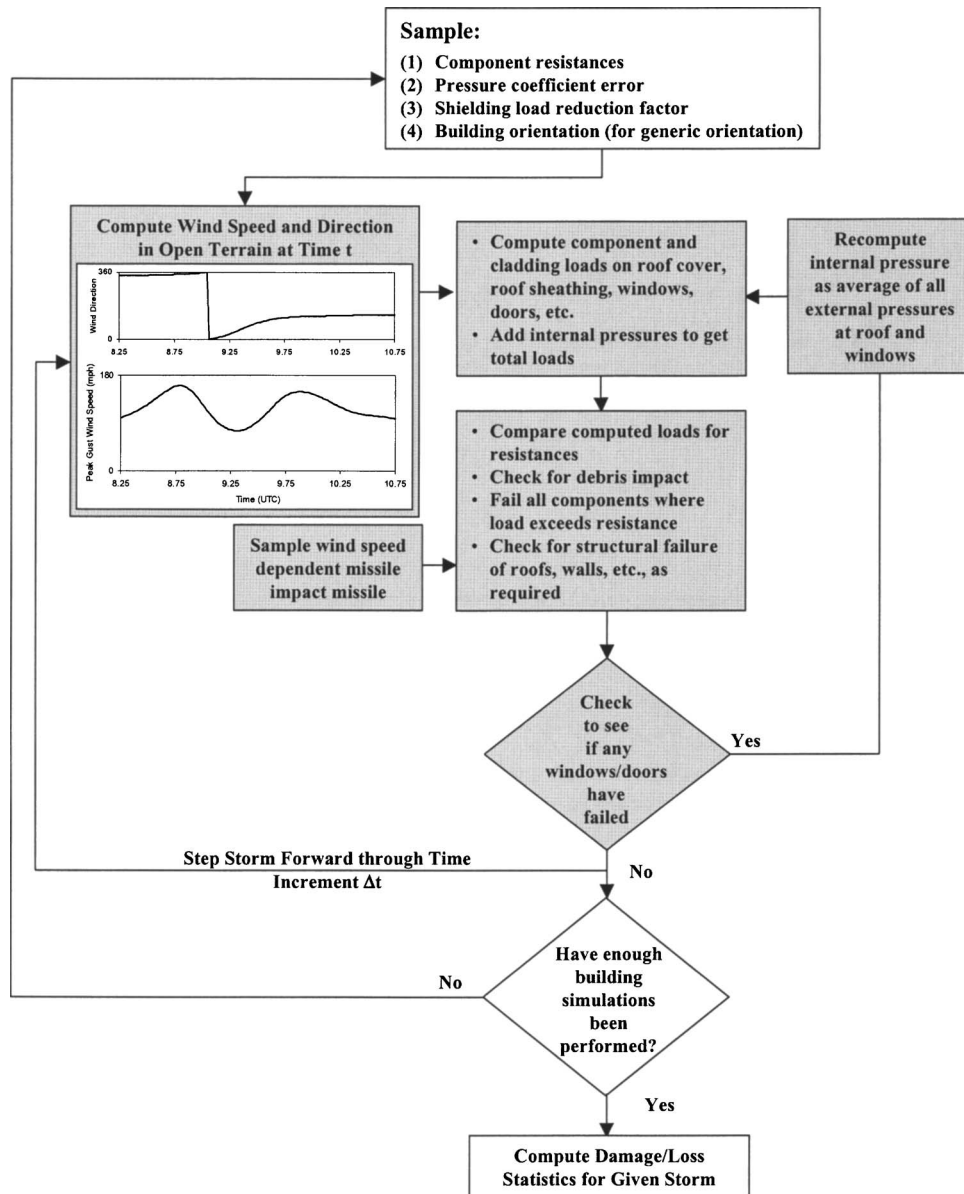 Sample:
(1) Component resistances
(2) Pressure coefficient error
(3) Shielding load reduction factor
(4) Building orientation (for generic orientation)
Compute Wind Speed and Direction
in Open Terrain at Time t
360
Wind Direction
0
8.25 8.75 9.25 9.75 10.25 10.75
180
Peak Gust Wind Speed (mph)
0
8.25 8.75 9.25 9.75 10.25 10.75
Time (UTC)
• Compute component and
cladding loads on roof cover,
roof sheathing, windows,
doors, etc.
• Add internal pressures to get
total loads
Recompute
internal pressure
as average of all
external pressures
at roof and
windows
• Compare computed loads for
resistances
• Check for debris impact
• Fail all components where
load exceeds resistance
• Check for structural failure
of roofs, walls, etc., as
required
Sample wind speed
dependent missile
impact missile
Check
to see
if any
windows/doors
have
failed
Yes
No
Step Storm Forward through Time
Increment Δt
Have enough
building
simulations
been
performed?
No
Yes
Compute Damage/Loss
Statistics for Given Storm